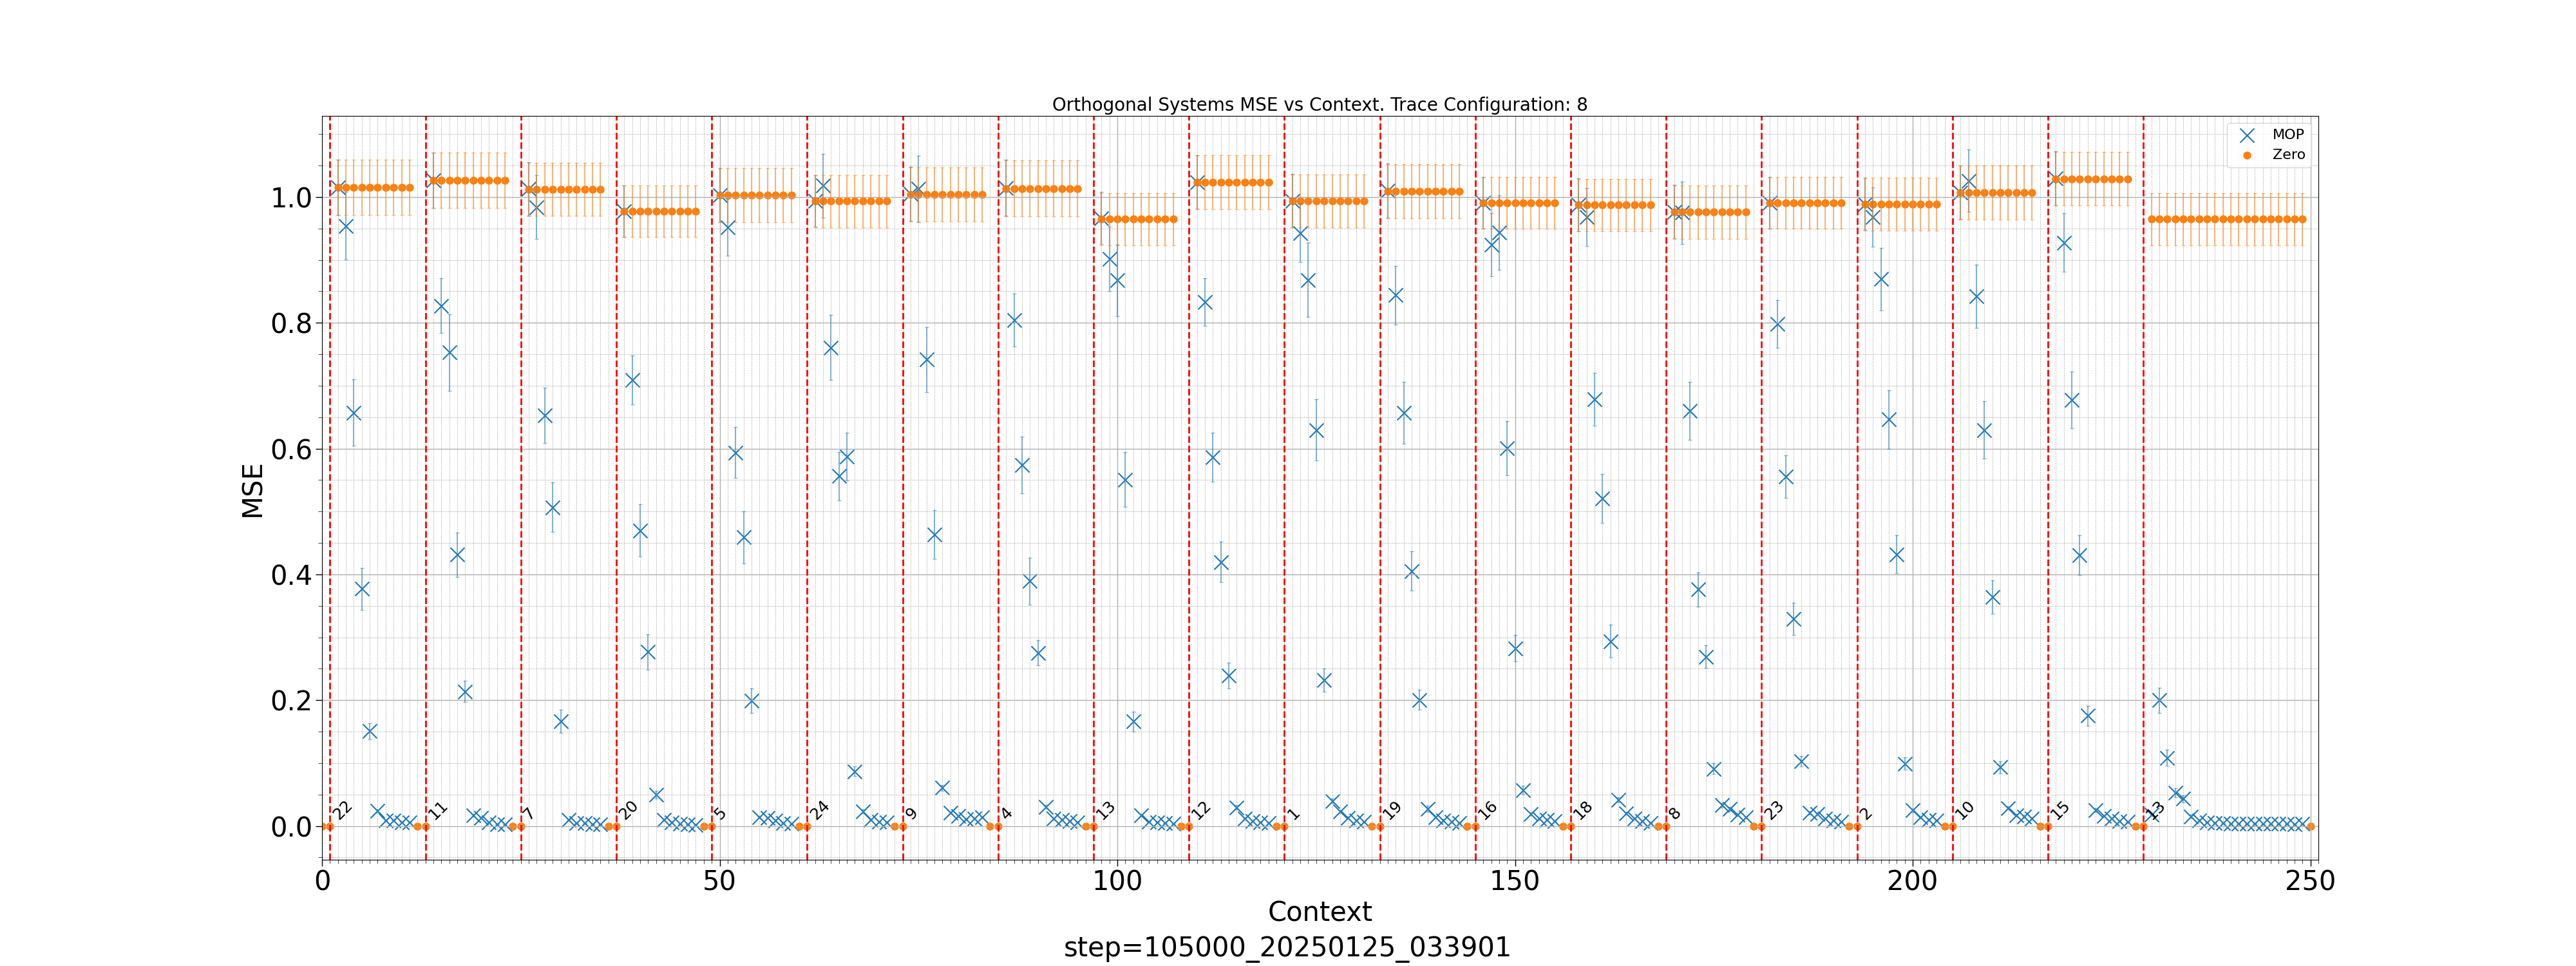 Orthogonal Systems MSE vs Context. Trace Configuration: 8
MOP
Zero
MSE
1.0
0.8
0.6
0.4
0.2
0.0
22 11 7 20 5 24 9 4 13 12 1 19 16 18 8 23 2 10 15 13
0 50 100 150 200 250
Context
step=105000_20250125_033901